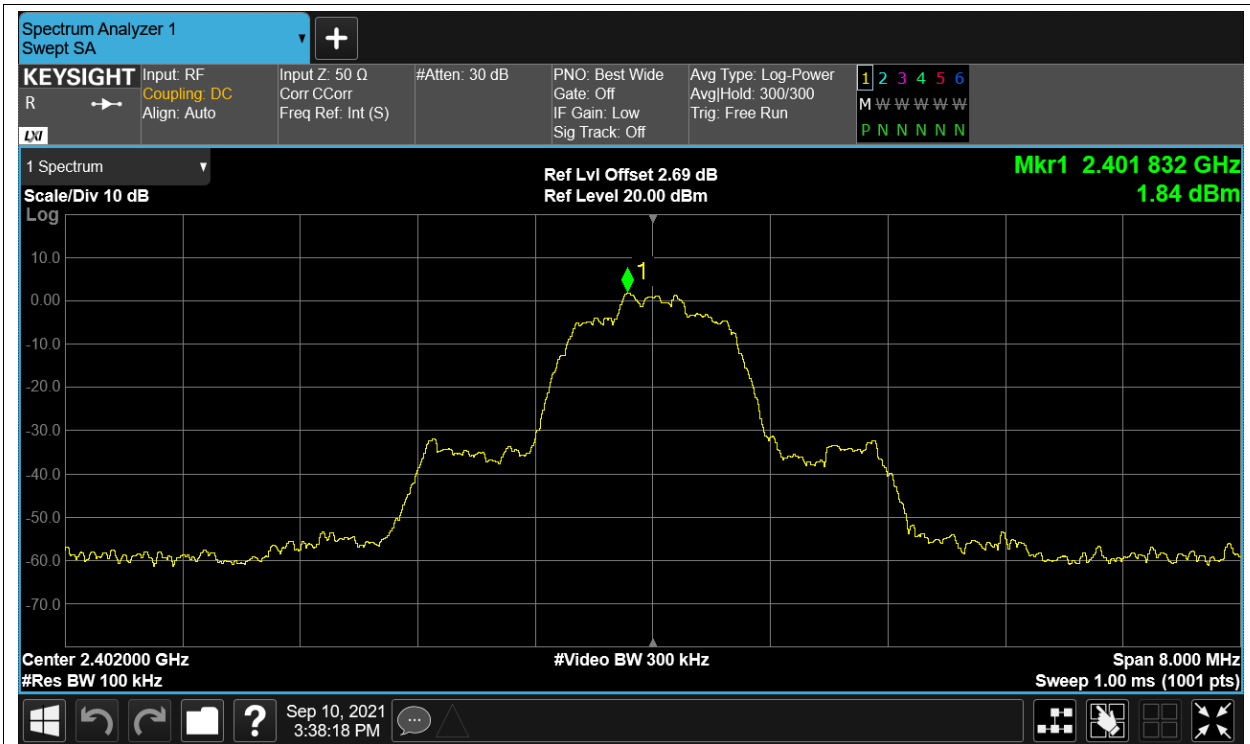 Spectrum Analyzer 1
Swept SA
KEYSIGHT
R
LXI
Input: RF
Coupling: DC
Align: Auto
Input Z: 50 Ω
Corr CCorr
Freq Ref: Int (S)
#Atten: 30 dB
PNO: Best Wide
Gate: Off
IF Gain: Low
Sig Track: Off
Avg Type: Log-Power
Avg|Hold: 300/300
Trig: Free Run
1 2 3 4 5 6
M W W W W W
P N N N N N
1 Spectrum
Scale/Div 10 dB
Log
Ref Lvl Offset 2.69 dB
Ref Level 20.00 dBm
Mkr1 2.401 832 GHz
1.84 dBm
1
10.0
0.00
-10.0
-20.0
-30.0
-40.0
-50.0
-60.0
-70.0
Center 2.402000 GHz
#Res BW 100 kHz
#Video BW 300 kHz
Span 8.000 MHz
Sweep 1.00 ms (1001 pts)
?
Sep 10, 2021
3:38:18 PM